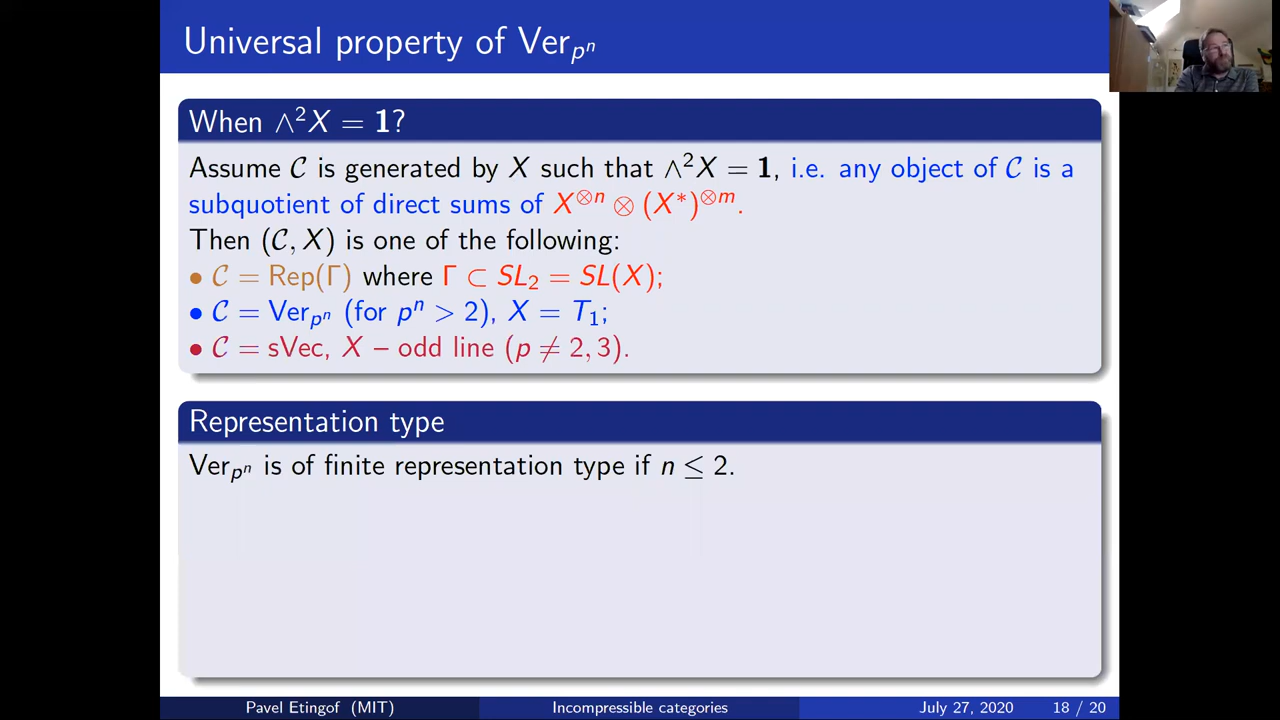 Universal property of Ver_{p^n}
When ∧²X = 𝟏?
Assume 𝒞 is generated by X such that ∧²X = 𝟏, i.e. any object of 𝒞 is a
subquotient of direct sums of X^{⊗n} ⊗ (X*)^{⊗m}.
Then (𝒞, X) is one of the following:
• 𝒞 = Rep(Γ) where Γ ⊂ SL₂ = SL(X);
• 𝒞 = Ver_{p^n} (for p^n > 2), X = T₁;
• 𝒞 = sVec, X – odd line (p ≠ 2, 3).
Representation type
Ver_{p^n} is of finite representation type if n ≤ 2.
Pavel Etingof (MIT) Incompressible categories July 27, 2020 18 / 20